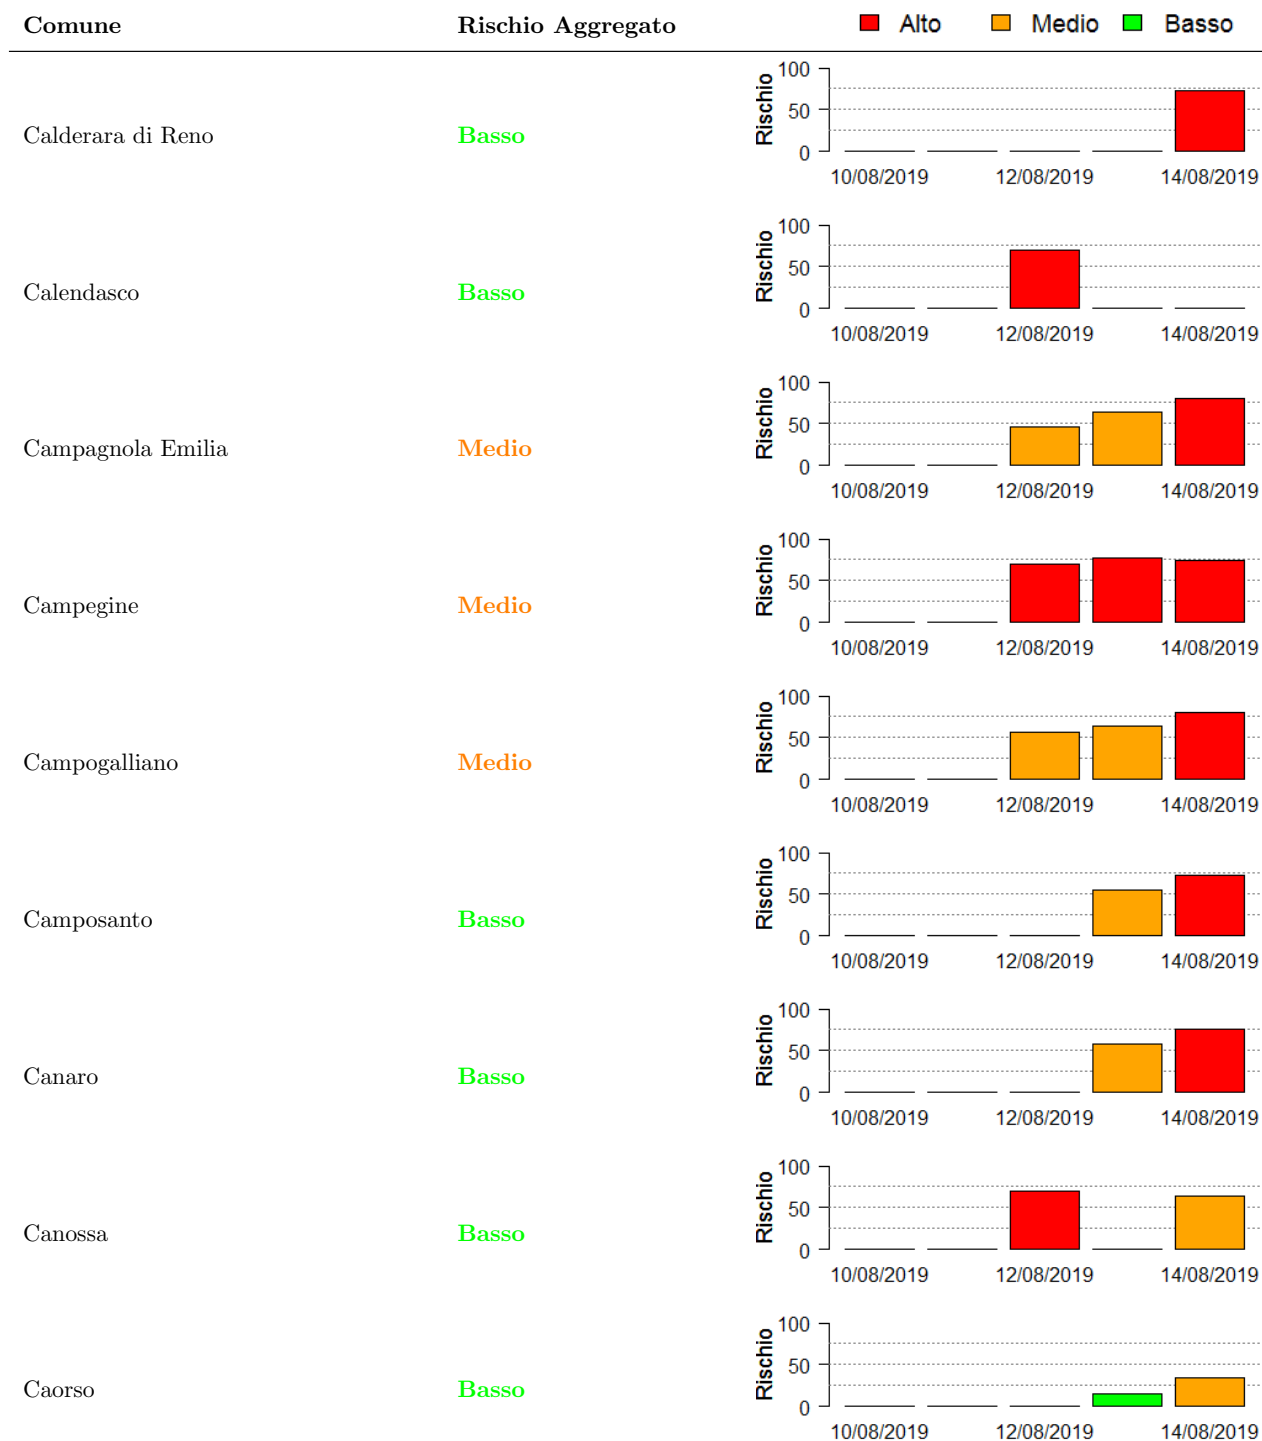 Comune Rischio Aggregato Alto Medio Basso
Calderara di Reno Basso Rischio 100 50 0
10/08/2019 12/08/2019 14/08/2019
Calendasco Basso Rischio 100 50 0
10/08/2019 12/08/2019 14/08/2019
Campagnola Emilia Medio Rischio 100 50 0
10/08/2019 12/08/2019 14/08/2019
Campegine Medio Rischio 100 50 0
10/08/2019 12/08/2019 14/08/2019
Campogalliano Medio Rischio 100 50 0
10/08/2019 12/08/2019 14/08/2019
Camposanto Basso Rischio 100 50 0
10/08/2019 12/08/2019 14/08/2019
Canaro Basso Rischio 100 50 0
10/08/2019 12/08/2019 14/08/2019
Canossa Basso Rischio 100 50 0
10/08/2019 12/08/2019 14/08/2019
Caorso Basso Rischio 100 50 0
10/08/2019 12/08/2019 14/08/2019